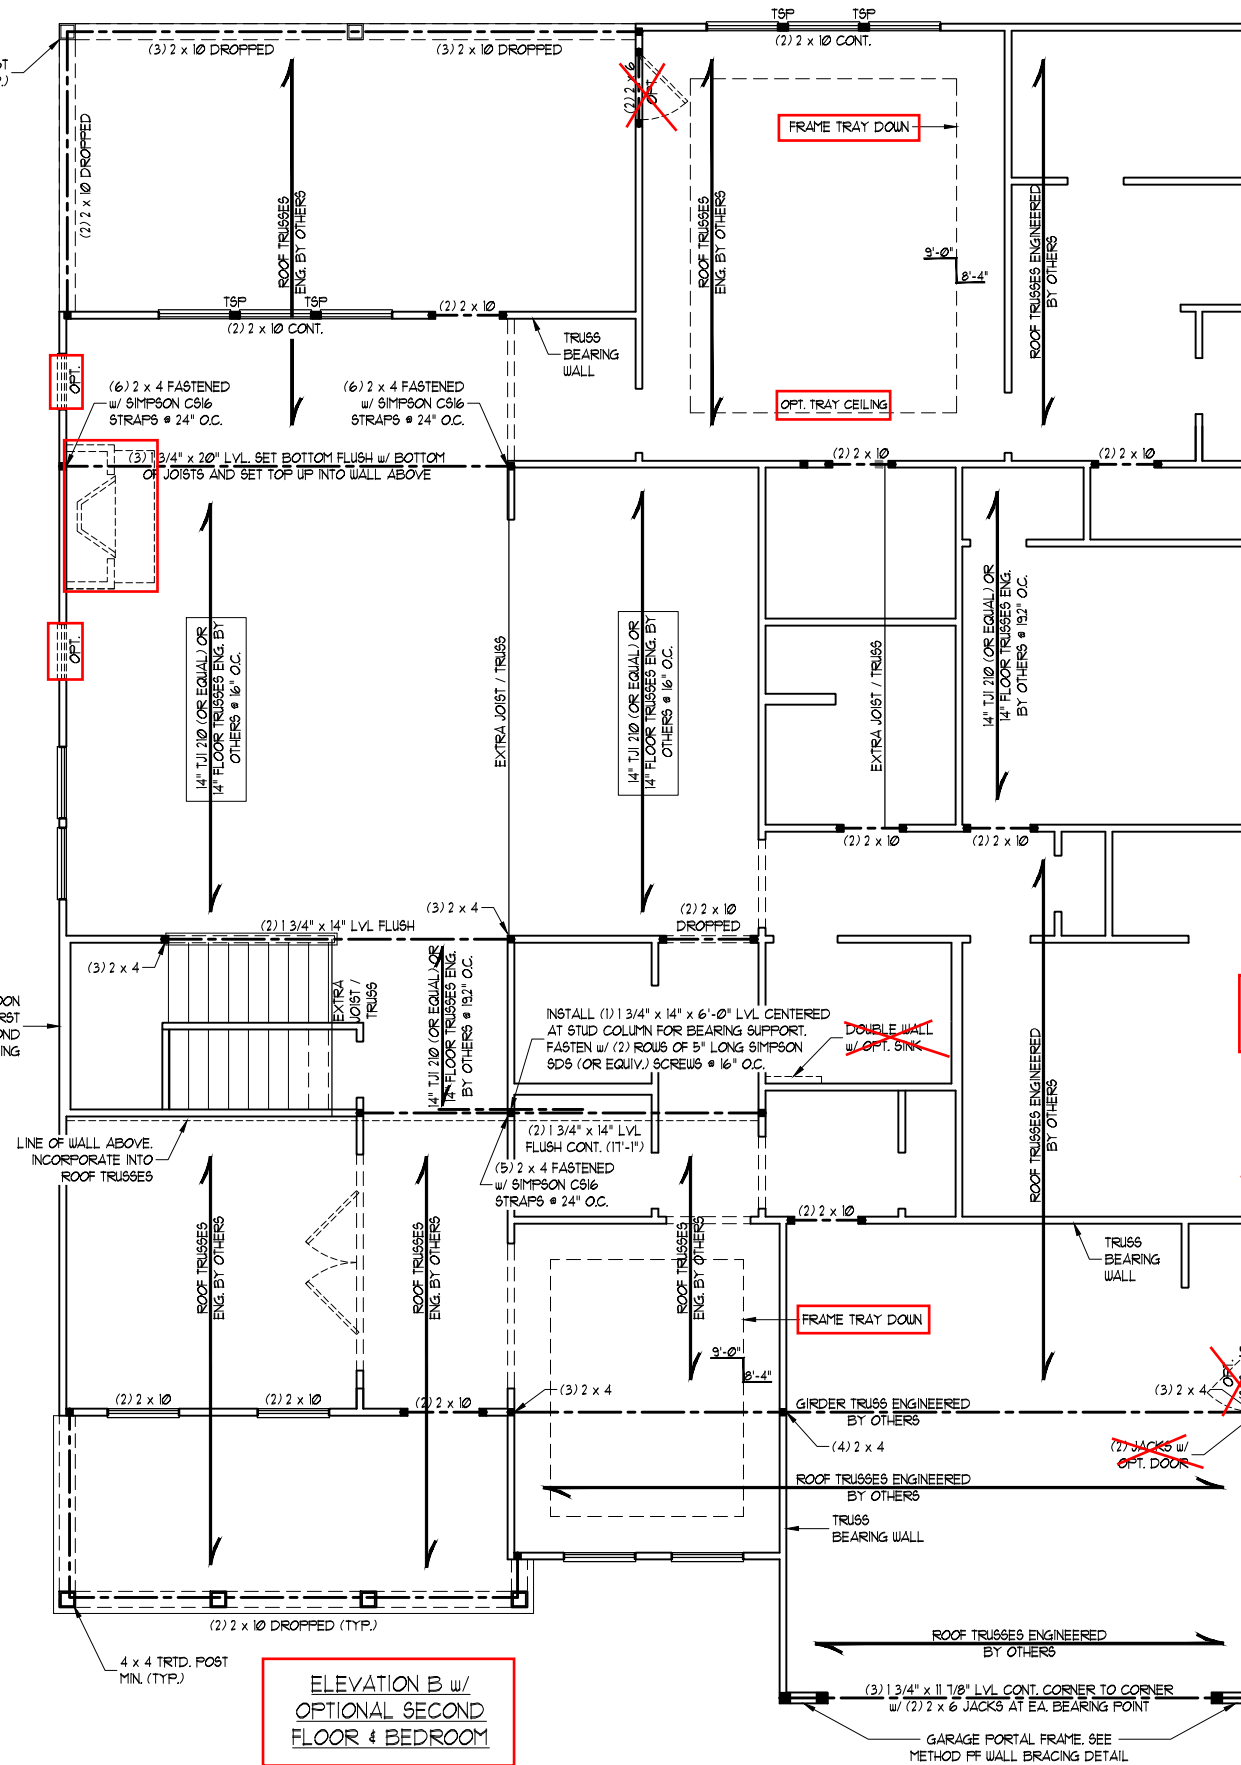 TSP
TSP
(2) 2 x 10 CONT.
(3) 2 x 10 DROPPED
(3) 2 x 10 DROPPED
(2) 2 x 6
OPT.
(2) 2 x 10 DROPPED
FRAME TRAY DOWN
ROOF TRUSSES
ENG. BY OTHERS
ROOF TRUSSES
ENG. BY OTHERS
ROOF TRUSSES ENGINEERED
BY OTHERS
9'-0"
8'-4"
TSP
TSP
(2) 2 x 10 CONT.
(2) 2 x 10
TRUSS
BEARING
WALL
OPT.
(6) 2 x 4 FASTENED
w/ SIMPSON CS16
STRAPS @ 24" O.C.
(6) 2 x 4 FASTENED
w/ SIMPSON CS16
STRAPS @ 24" O.C.
OPT. TRAY CEILING
(3) 1 3/4" x 20" LVL. SET BOTTOM FLUSH w/ BOTTOM
OF JOISTS AND SET TOP UP INTO WALL ABOVE
(2) 2 x 10
(2) 2 x 10
OPT.
14" TJI 210 (OR EQUAL) OR
14" FLOOR TRUSSES ENG. BY
OTHERS @ 16" O.C.
EXTRA JOIST / TRUSS
14" TJI 210 (OR EQUAL) OR
14" FLOOR TRUSSES ENG. BY
OTHERS @ 16" O.C.
EXTRA JOIST / TRUSS
14" TJI 210 (OR EQUAL) OR
14" FLOOR TRUSSES ENG.
BY OTHERS @ 19.2" O.C.
(2) 2 x 10
(2) 2 x 10
(3) 2 x 4
(2) 2 x 10
DROPPED
(2) 1 3/4" x 14" LVL FLUSH
(3) 2 x 4
EXTRA
JOIST /
TRUSS
14" TJI 210 (OR EQUAL) OR
14" FLOOR TRUSSES ENG.
BY OTHERS @ 19.2" O.C.
INSTALL (1) 1 3/4" x 14" x 6'-0" LVL CENTERED
AT STUD COLUMN FOR BEARING SUPPORT.
FASTEN w/ (2) ROWS OF 5" LONG SIMPSON
SDS (OR EQUIV.) SCREWS @ 16" O.C.
DOUBLE WALL
w/ OPT. SINK
ROOF TRUSSES ENGINEERED
BY OTHERS
(2) 1 3/4" x 14" LVL
FLUSH CONT. (17'-1")
LINE OF WALL ABOVE.
INCORPORATE INTO
ROOF TRUSSES
(5) 2 x 4 FASTENED
w/ SIMPSON CS16
STRAPS @ 24" O.C.
(2) 2 x 10
ROOF TRUSSES
ENG. BY OTHERS
ROOF TRUSSES
ENG. BY OTHERS
ROOF TRUSSES
ENG. BY OTHERS
TRUSS
BEARING
WALL
FRAME TRAY DOWN
9'-0"
8'-4"
(2) 2 x 10
(2) 2 x 10
(2) 2 x 10
(3) 2 x 4
(3) 2 x 4
GIRDER TRUSS ENGINEERED
BY OTHERS
(4) 2 x 4
(2) JACKS w/
OPT. DOOR
ROOF TRUSSES ENGINEERED
BY OTHERS
TRUSS
BEARING WALL
(2) 2 x 10 DROPPED (TYP.)
4 x 4 TRTD. POST
MIN. (TYP.)
ROOF TRUSSES ENGINEERED
BY OTHERS
ELEVATION B w/
OPTIONAL SECOND
FLOOR & BEDROOM
(3) 1 3/4" x 11 7/8" LVL CONT. CORNER TO CORNER
w/ (2) 2 x 6 JACKS AT EA. BEARING POINT
GARAGE PORTAL FRAME. SEE
METHOD PF WALL BRACING DETAIL